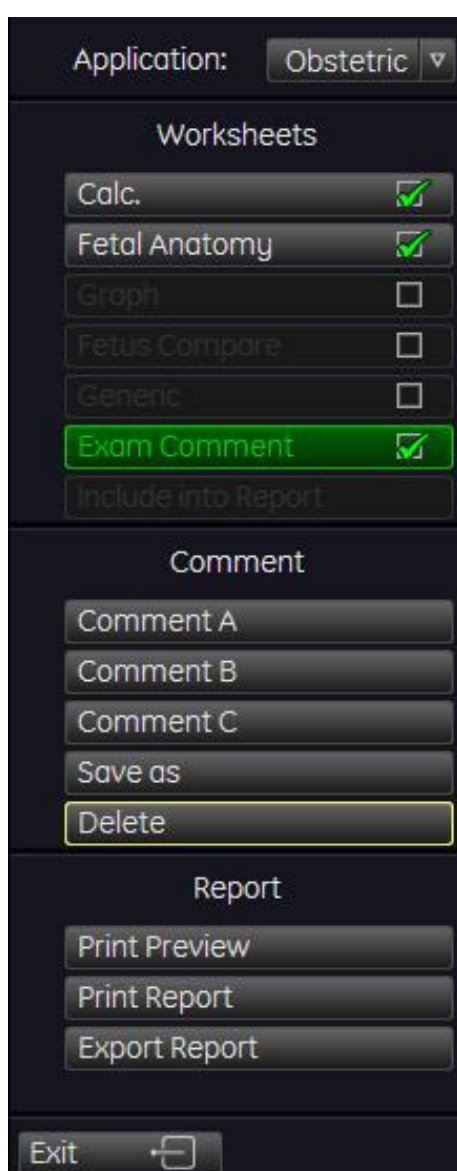 Application: Obstetric
Worksheets
Calc.
Fetal Anatomy
Graph
Fetus Compare
Generic
Exam Comment
Include into Report
Comment
Comment A
Comment B
Comment C
Save as
Delete
Report
Print Preview
Print Report
Export Report
Exit